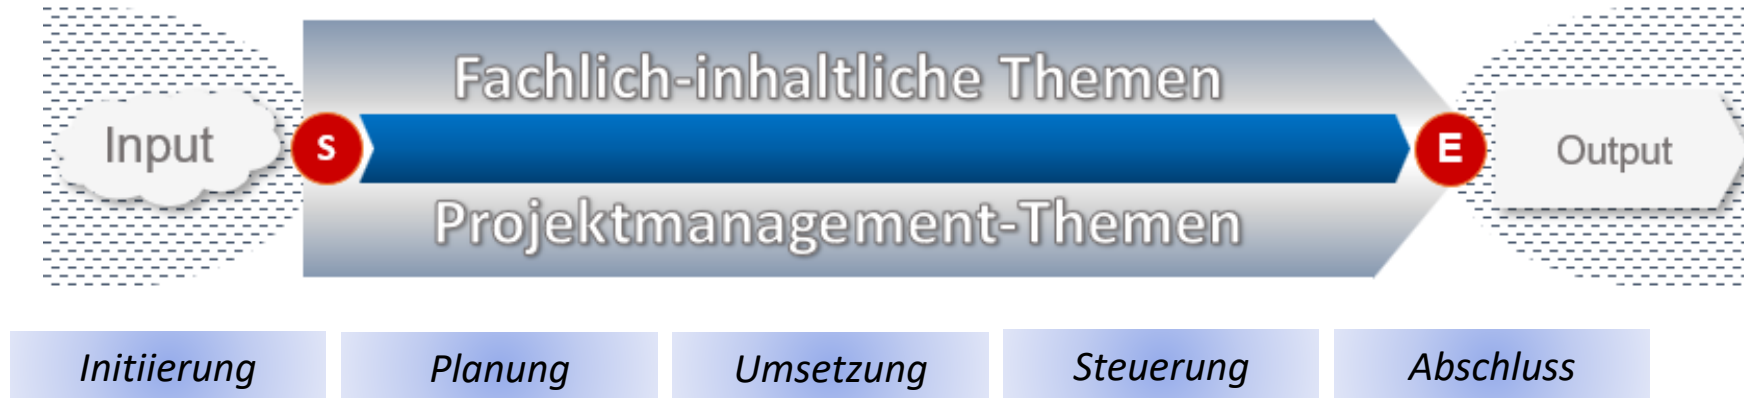 Fachlich-inhaltliche Themen
Input
S
E
Output
Projektmanagement-Themen
Initiierung
Planung
Umsetzung
Steuerung
Abschluss